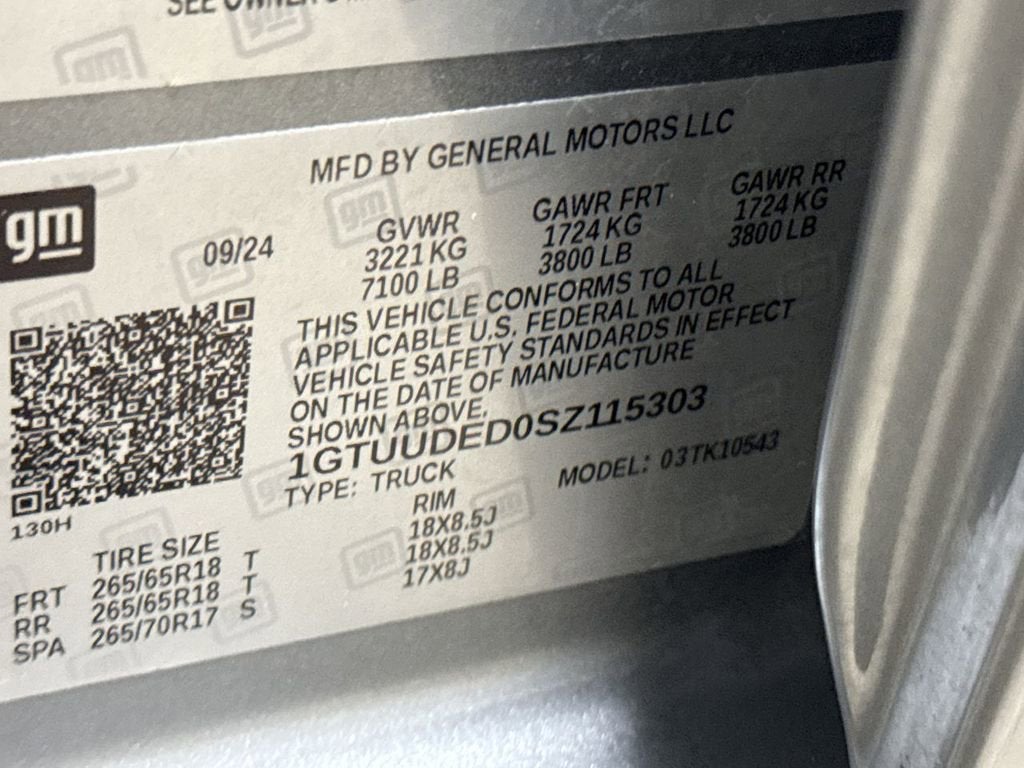 SEE OWNER'S
MFD BY GENERAL MOTORS LLC
gm
09/24
GVWR GAWR FRT GAWR RR
3221 KG 1724 KG 1724 KG
7100 LB 3800 LB 3800 LB
THIS VEHICLE CONFORMS TO ALL
APPLICABLE U.S. FEDERAL MOTOR
VEHICLE SAFETY STANDARDS IN EFFECT
ON THE DATE OF MANUFACTURE
SHOWN ABOVE.
1GTUUDED0SZ115303
TYPE: TRUCK MODEL: 03TK10543
130H
TIRE SIZE RIM
FRT 265/65R18 T 18X8.5J
RR 265/65R18 T 18X8.5J
SPA 265/70R17 S 17X8J